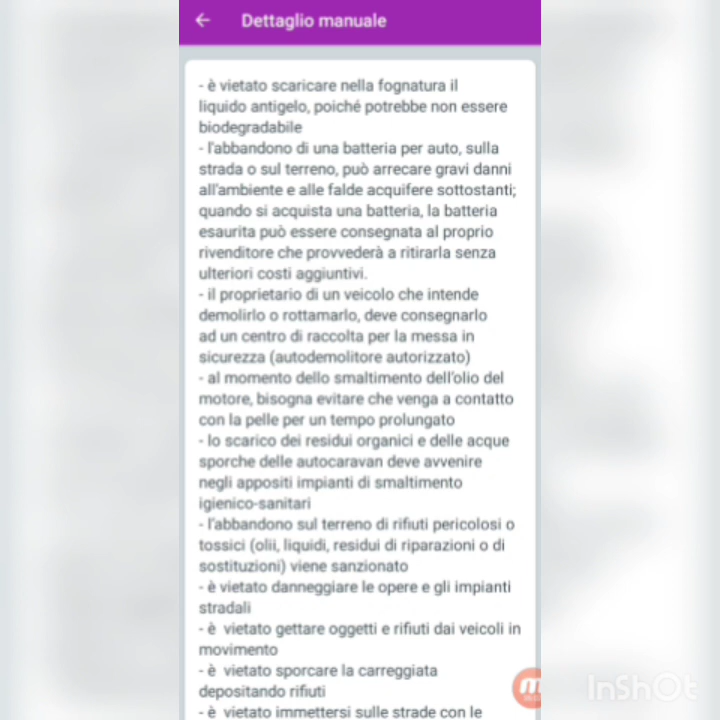 Dettaglio manuale
- è vietato scaricare nella fognatura il
liquido antigelo, poiché potrebbe non essere
biodegradabile
- l'abbandono di una batteria per auto, sulla
strada o sul terreno, può arrecare gravi danni
all'ambiente e alle falde acquifere sottostanti;
quando si acquista una batteria, la batteria
esaurita può essere consegnata al proprio
rivenditore che provvederà a ritirarla senza
ulteriori costi aggiuntivi.
- il proprietario di un veicolo che intende
demolirlo o rottamarlo, deve consegnarlo
ad un centro di raccolta per la messa in
sicurezza (autodemolitore autorizzato)
- al momento dello smaltimento dell'olio del
motore, bisogna evitare che venga a contatto
con la pelle per un tempo prolungato
- lo scarico dei residui organici e delle acque
sporche delle autocaravan deve avvenire
negli appositi impianti di smaltimento
igienico-sanitari
- l'abbandono sul terreno di rifiuti pericolosi o
tossici (olii, liquidi, residui di riparazioni o di
sostituzioni) viene sanzionato
- è vietato danneggiare le opere e gli impianti
stradali
- è vietato gettare oggetti e rifiuti dai veicoli in
movimento
- è vietato sporcare la carreggiata
depositando rifiuti
- è vietato immettersi sulle strade con le
InShOt